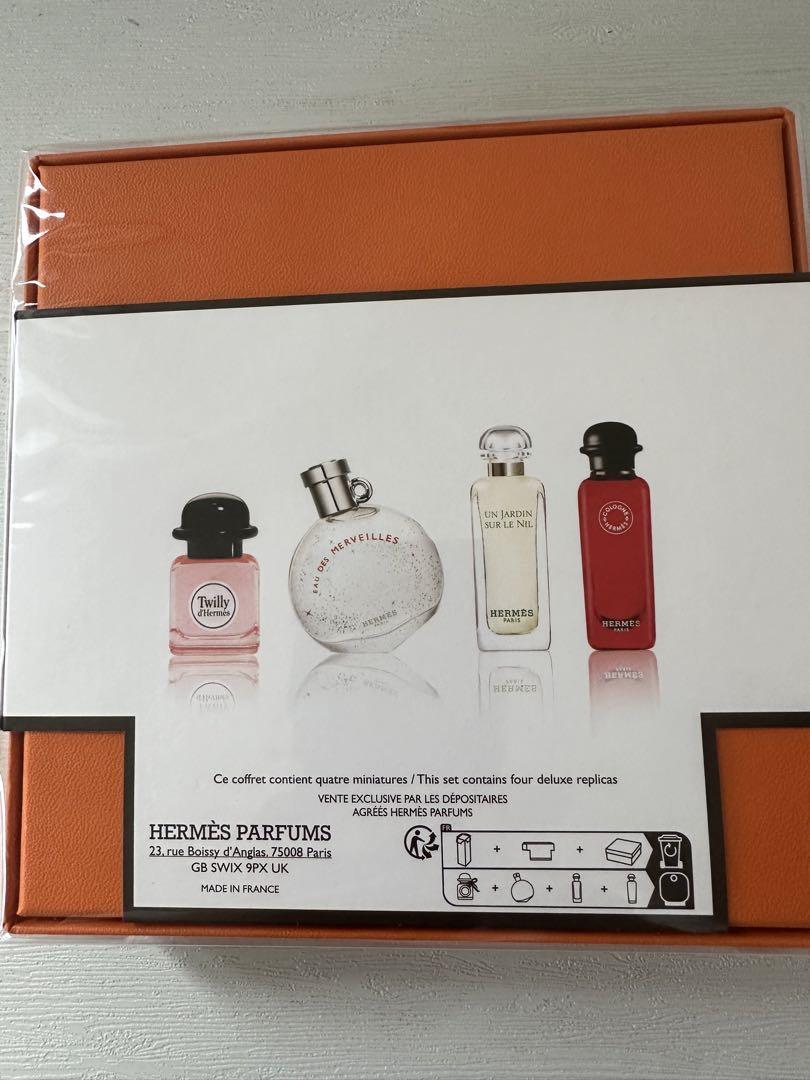 Twilly
d'Hermès
EAU DES MERVEILLES
HERMÈS
PARIS
UN JARDIN
SUR LE NIL
HERMÈS
PARIS
COLOGNE
HERMÈS
HERMÈS
PARIS
Ce coffret contient quatre miniatures / This set contains four deluxe replicas
VENTE EXCLUSIVE PAR LES DÉPOSITAIRES
AGRÉÉS HERMÈS PARFUMS
HERMÈS PARFUMS
23, rue Boissy d'Anglas, 75008 Paris
GB SWIX 9PX UK
MADE IN FRANCE
FR
+ +
+ + +